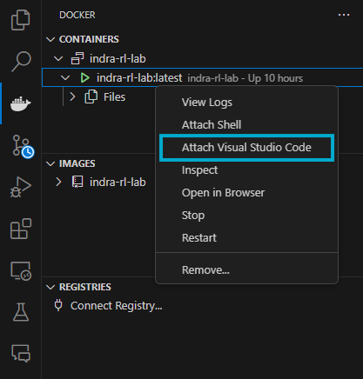 DOCKER
CONTAINERS
indra-rl-lab
indra-rl-lab:latest indra-rl-lab - Up 10 hours
Files
View Logs
Attach Shell
Attach Visual Studio Code
Inspect
Open in Browser
Stop
Restart
Remove...
IMAGES
indra-rl-lab
REGISTRIES
Connect Registry...